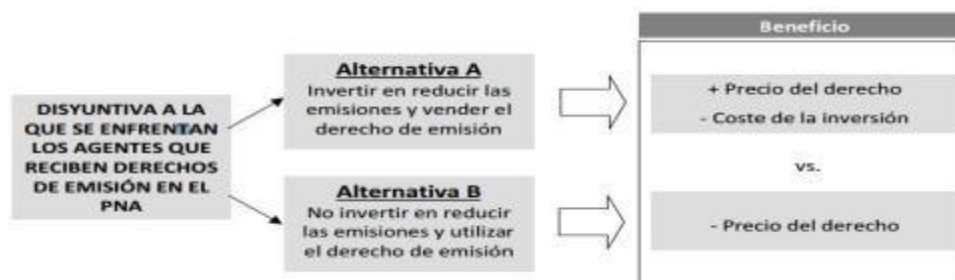 DISYUNTIVA A LA
QUE SE ENFRENTAN
LOS AGENTES QUE
RECIBEN DERECHOS
DE EMISIÓN EN EL
PNA
Alternativa A
Invertir en reducir las
emisiones y vender el
derecho de emisión
Alternativa B
No invertir en reducir
las emisiones y utilizar
el derecho de emisión
Beneficio
+ Precio del derecho
- Coste de la inversión
vs.
- Precio del derecho